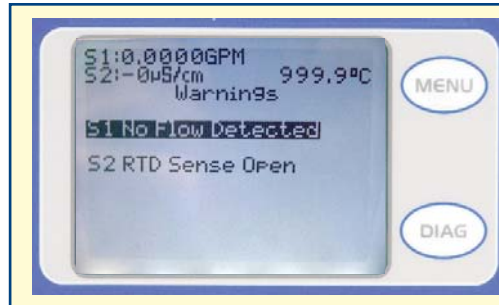 S1:0.0000GPM
S2:-0µS/cm 999.9ºC
Warnings
S1 No Flow Detected
S2 RTD Sense Open
MENU
DIAG